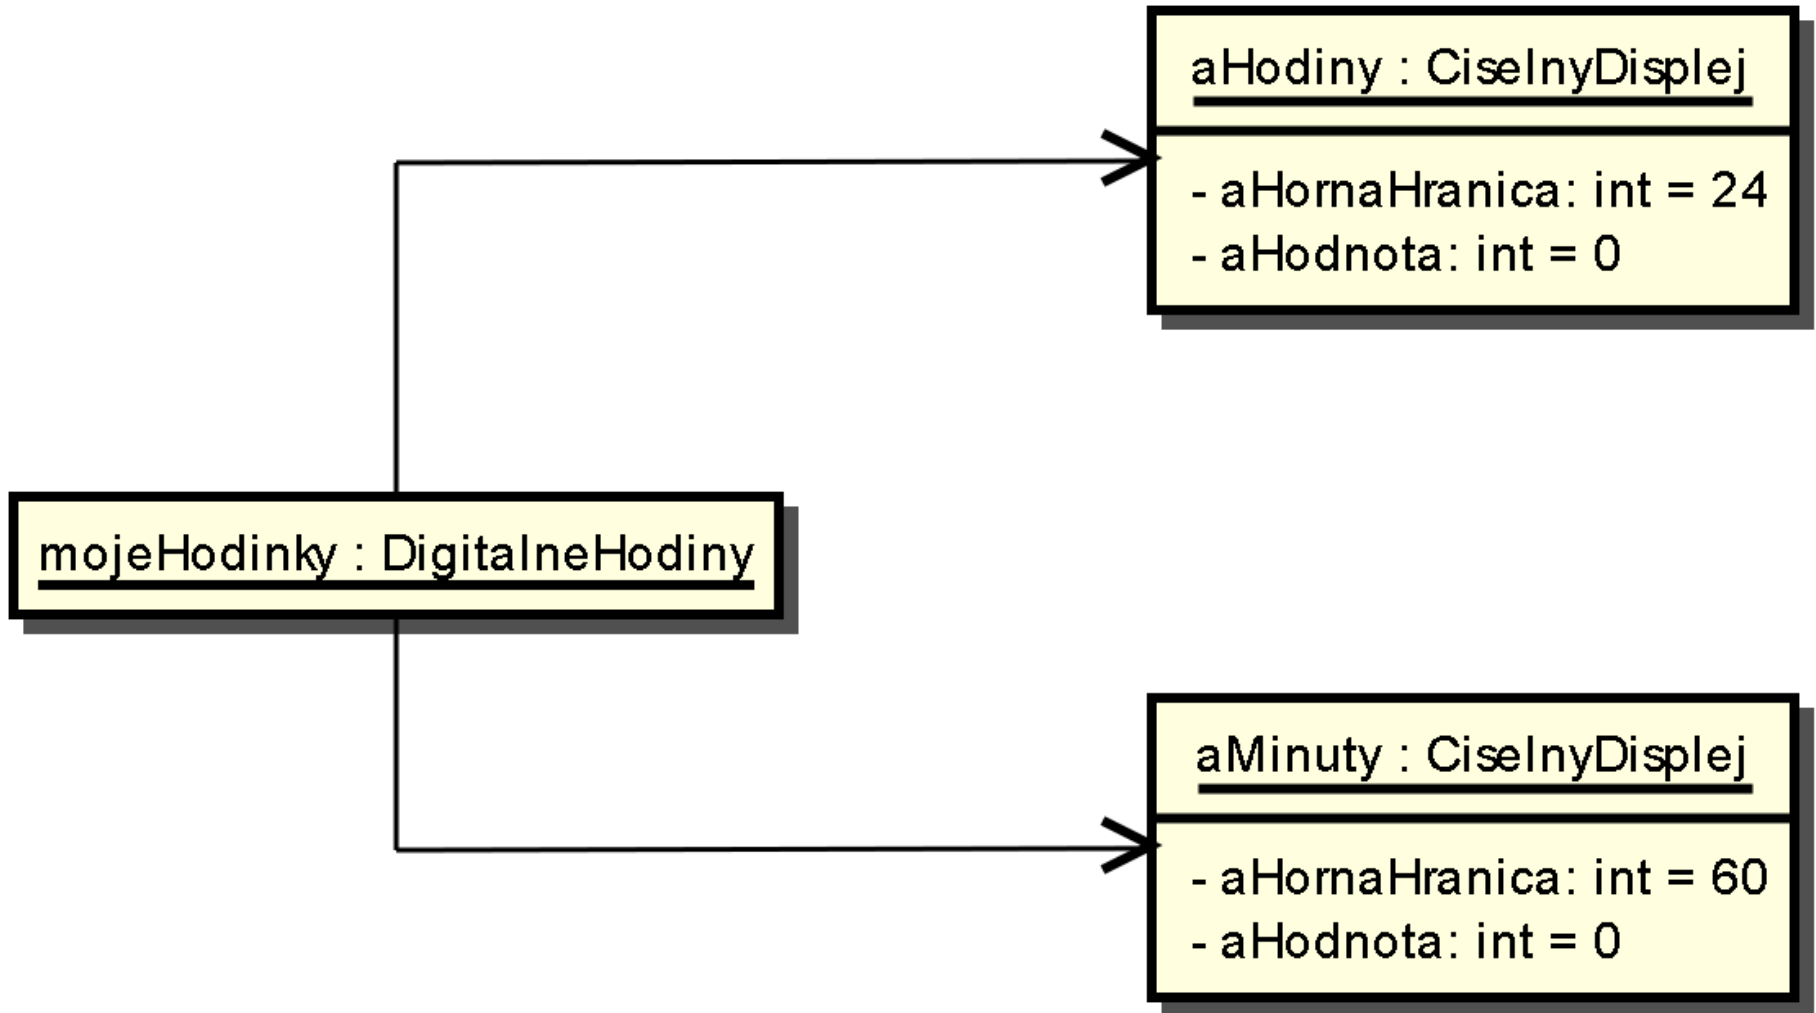 aHodiny : CiselnyDisplej
- aHornaHranica: int = 24
- aHodnota: int = 0
mojeHodinky : DigitalneHodiny
aMinuty : CiselnyDisplej
- aHornaHranica: int = 60
- aHodnota: int = 0